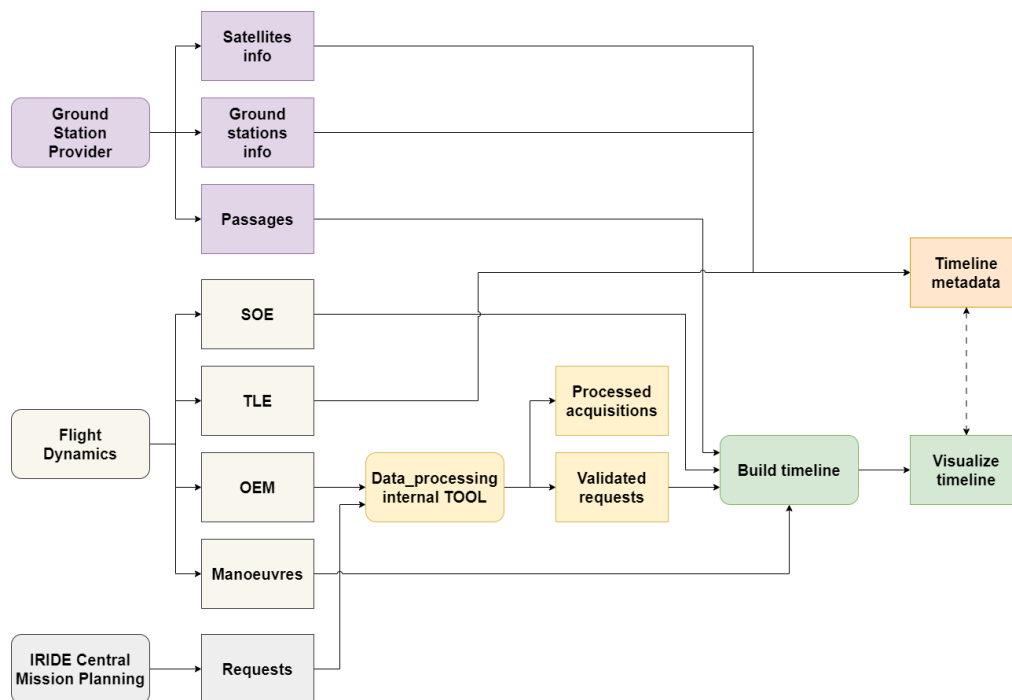 Satellites
info
Ground
Station
Provider
Ground
stations
info
Passages
Timeline
metadata
SOE
TLE
Processed
acquisitions
Flight
Dynamics
OEM
Data_processing
internal TOOL
Validated
requests
Build timeline
Visualize
timeline
Manoeuvres
IRIDE Central
Mission Planning
Requests